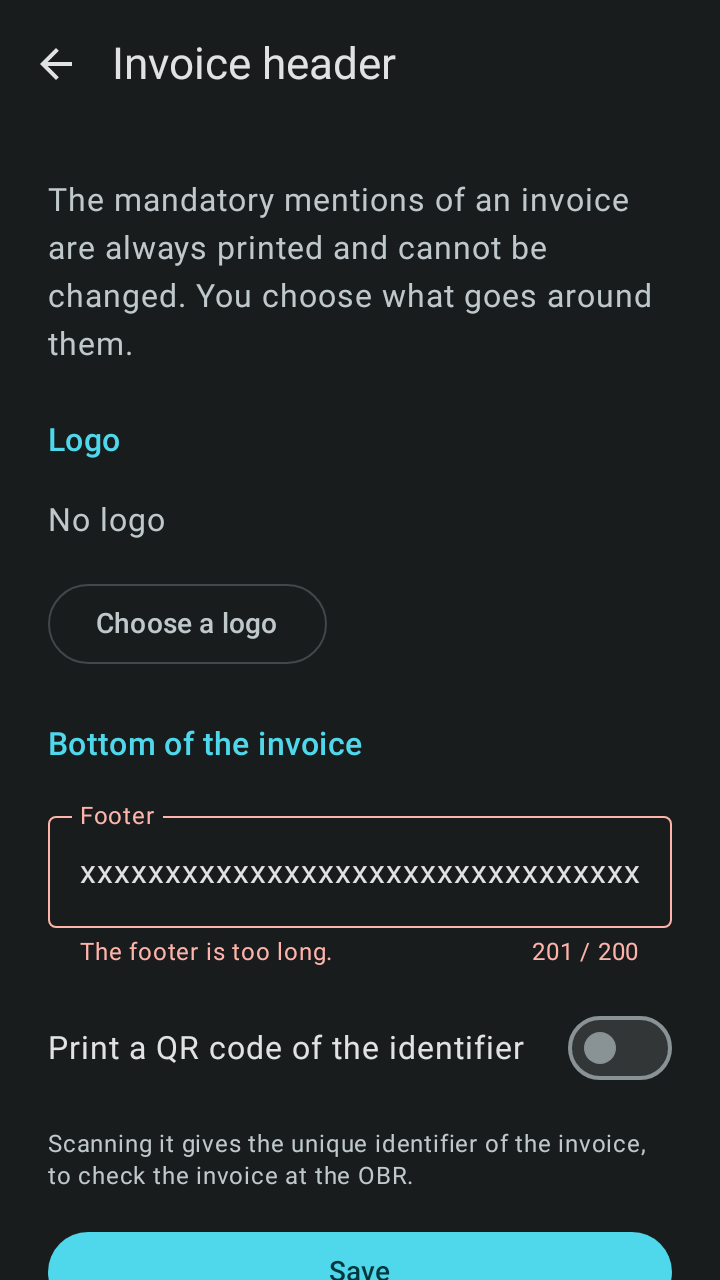 Invoice header
The mandatory mentions of an invoice
are always printed and cannot be
changed. You choose what goes around
them.
Logo
No logo
Choose a logo
Bottom of the invoice
Footer
xxxxxxxxxxxxxxxxxxxxxxxxxxxxxxxxx
The footer is too long.
201 / 200
Print a QR code of the identifier
Scanning it gives the unique identifier of the invoice,
to check the invoice at the OBR.
Save